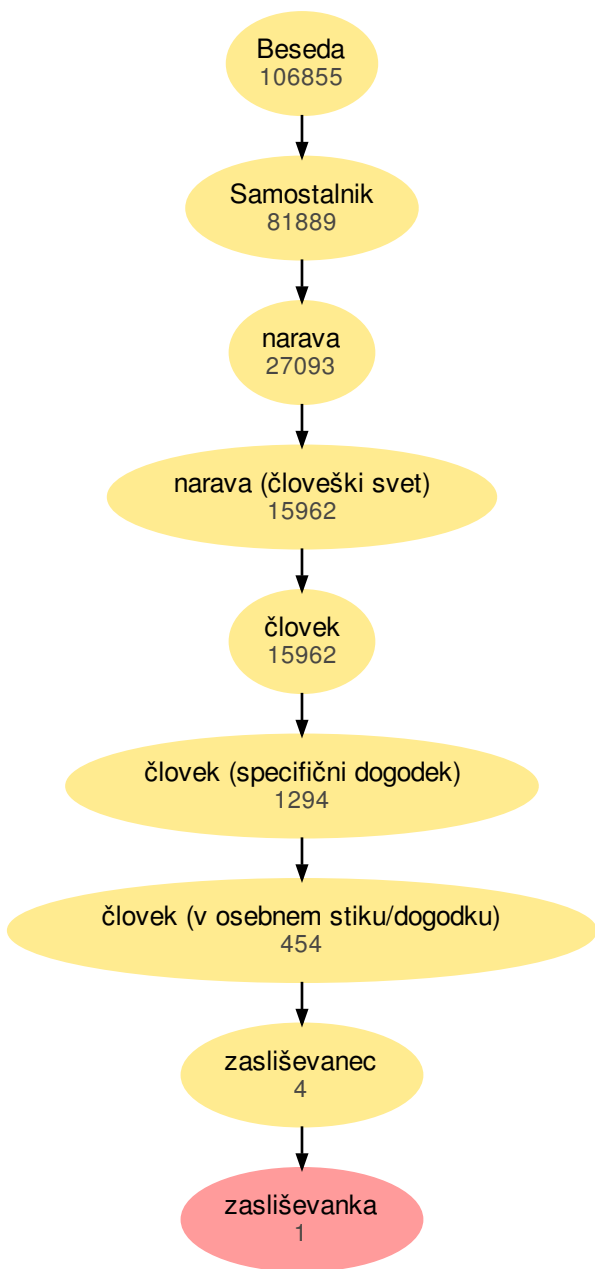 Beseda
106855
Samostalnik
81889
narava
27093
narava (človeški svet)
15962
človek
15962
človek (specifični dogodek)
1294
človek (v osebnem stiku/dogodku)
454
zasliševanec
4
zasliševanka
1